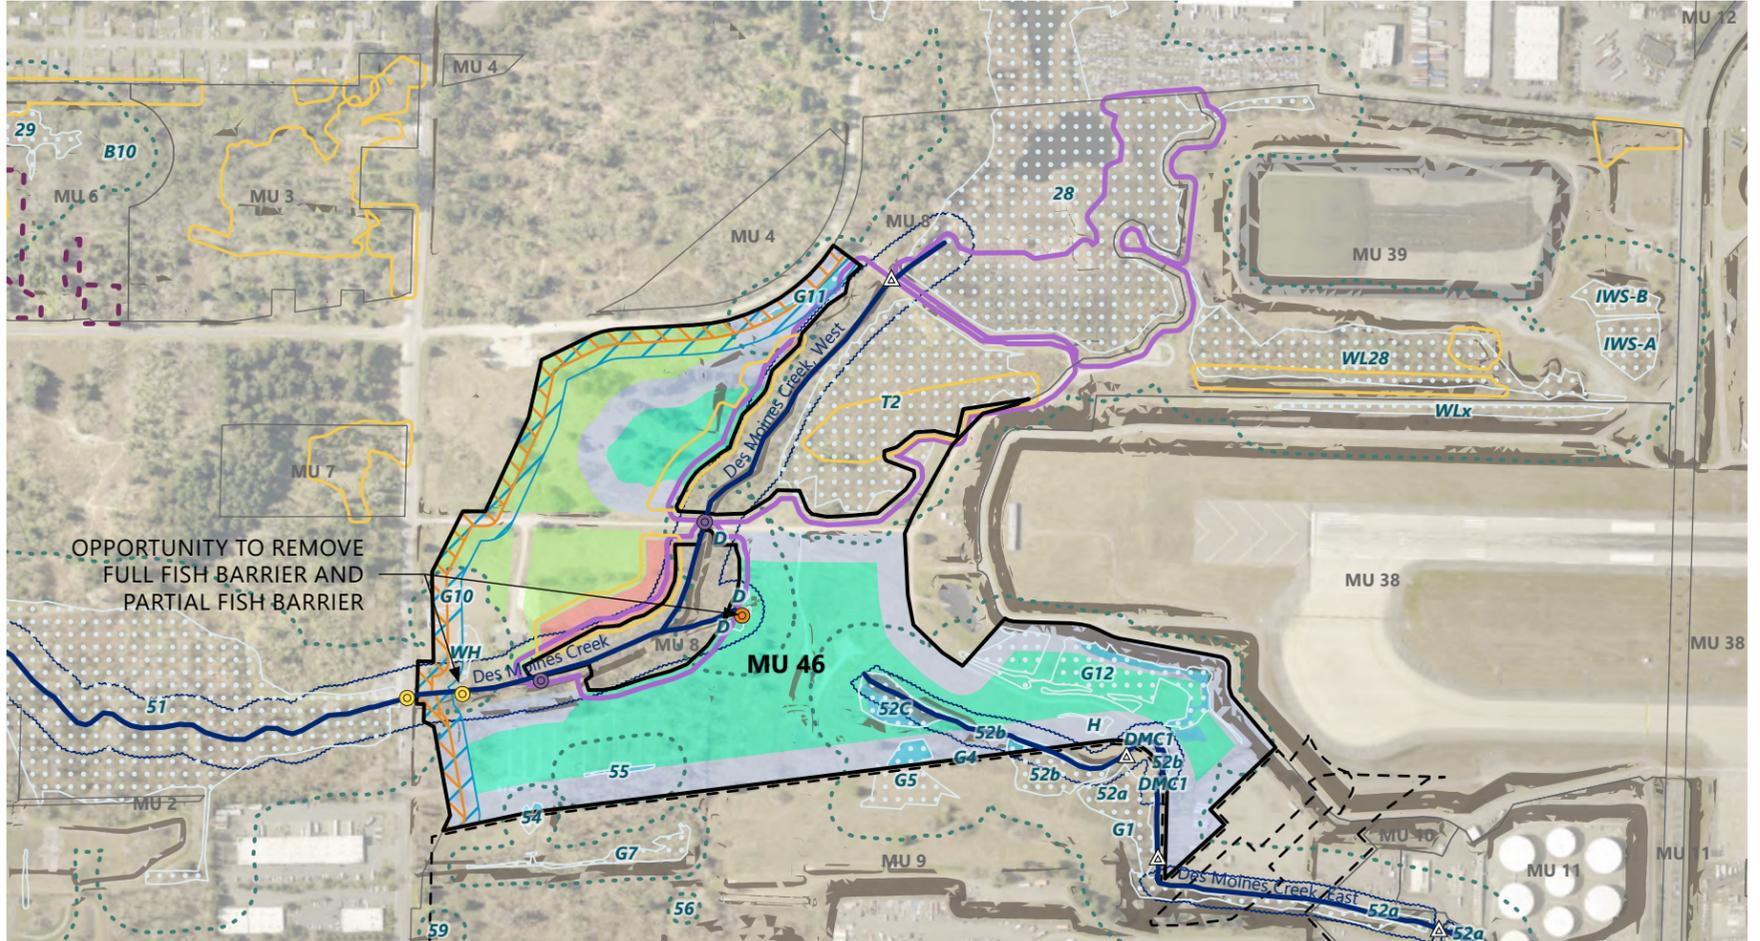 MU 12
MU 4
29
B10
MU 6
MU 3
28
MU 8
MU 4
MU 39
G11
IWS-B
IWS-A
WL28
Des Moines Creek, West
T2
WLx
MU 7
D
OPPORTUNITY TO REMOVE
FULL FISH BARRIER AND
PARTIAL FISH BARRIER
MU 38
G10
D
D
WH
Des Moines Creek
MU 8
MU 46
MU 38
G12
51
52C
H
52b
DMC1
G4
52b
55
G5
52b
DMC1
52a
MU 2
54
G1
MU 10
G7
MU 9
MU 11
MU 11
Des Moines Creek, East
56
52a
59
52a